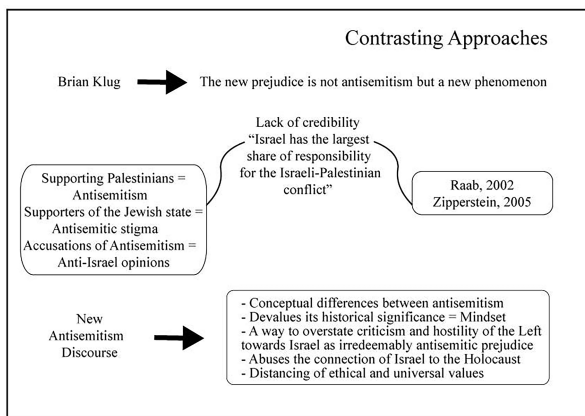 Contrasting Approaches
Brian Klug
The new prejudice is not antisemitism but a new phenomenon
Lack of credibility
“Israel has the largest
share of responsibility
for the Israeli-Palestinian
conflict”
Supporting Palestinians =
Antisemitism
Supporters of the Jewish state =
Antisemitic stigma
Accusations of Antisemitism =
Anti-Israel opinions
Raab, 2002
Zipperstein, 2005
New
Antisemitism
Discourse
- Conceptual differences between antisemitism
- Devalues its historical significance = Mindset
- A way to overstate criticism and hostility of the Left
towards Israel as irredeemably antisemitic prejudice
- Abuses the connection of Israel to the Holocaust
- Distancing of ethical and universal values